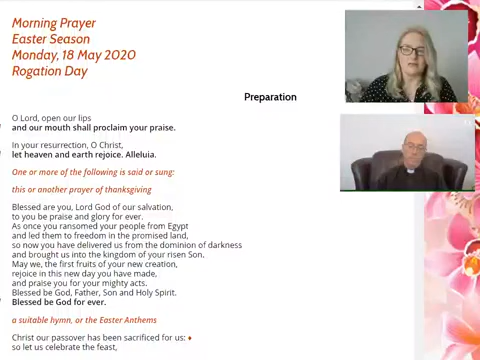 Morning Prayer
Easter Season
Monday, 18 May 2020
Rogation Day
Preparation
O Lord, open our lips
and our mouth shall proclaim your praise.
In your resurrection, O Christ,
let heaven and earth rejoice. Alleluia.
One or more of the following is said or sung:
this or another prayer of thanksgiving
Blessed are you, Lord God of our salvation,
to you be praise and glory for ever.
As once you ransomed your people from Egypt
and led them to freedom in the promised land,
so now you have delivered us from the dominion of darkness
and brought us into the kingdom of your risen Son.
May we, the first fruits of your new creation,
rejoice in this new day you have made,
and praise you for your mighty acts.
Blessed be God, Father, Son and Holy Spirit.
Blessed be God for ever.
a suitable hymn, or the Easter Anthems
Christ our passover has been sacrificed for us: ♦
so let us celebrate the feast,